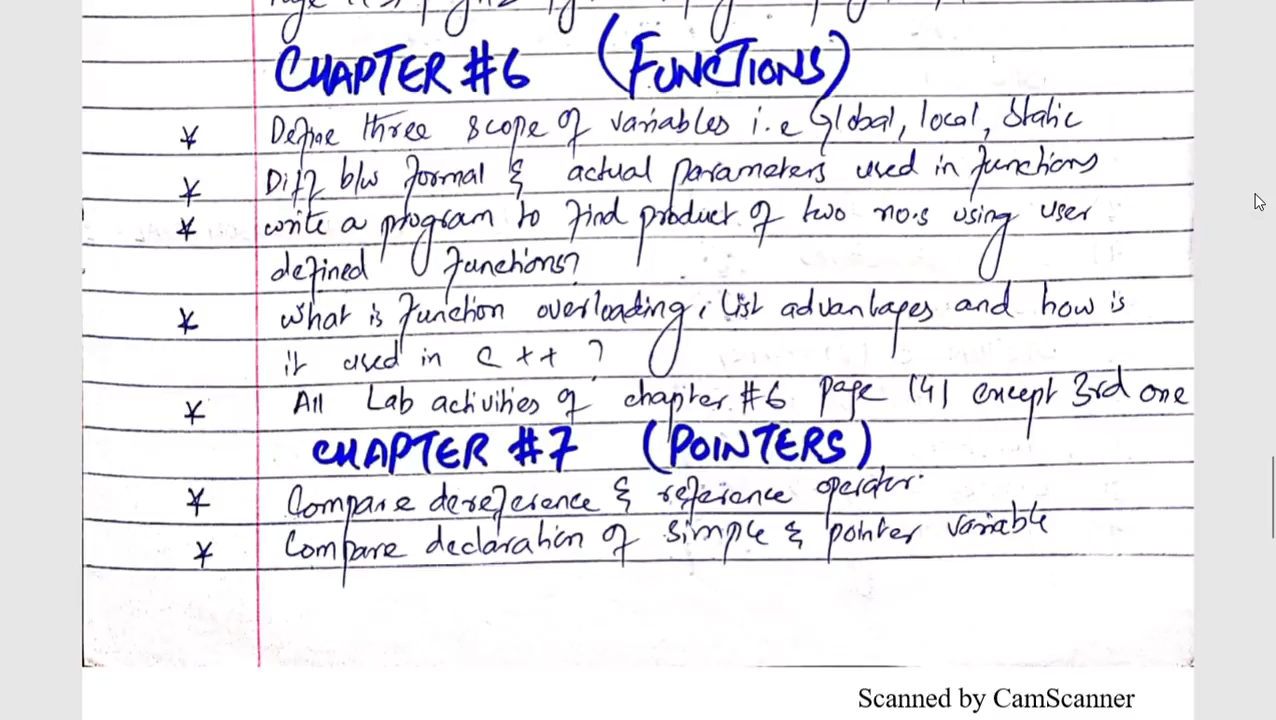 CHAPTER #6 (FUNCTIONS)
Define three scope of variables i.e Global, local, Static
Diff b/w formal & actual parameters used in functions
write a program to find product of two no.s using user
defined functions?
what is function overloading, list advantages and how is
it used in C++ ?
All Lab activities of chapter #6 page (4) except 3rd one
CHAPTER #7 (POINTERS)
Compare dereference & reference operator.
Compare declaration of simple & pointer variable
Scanned by CamScanner